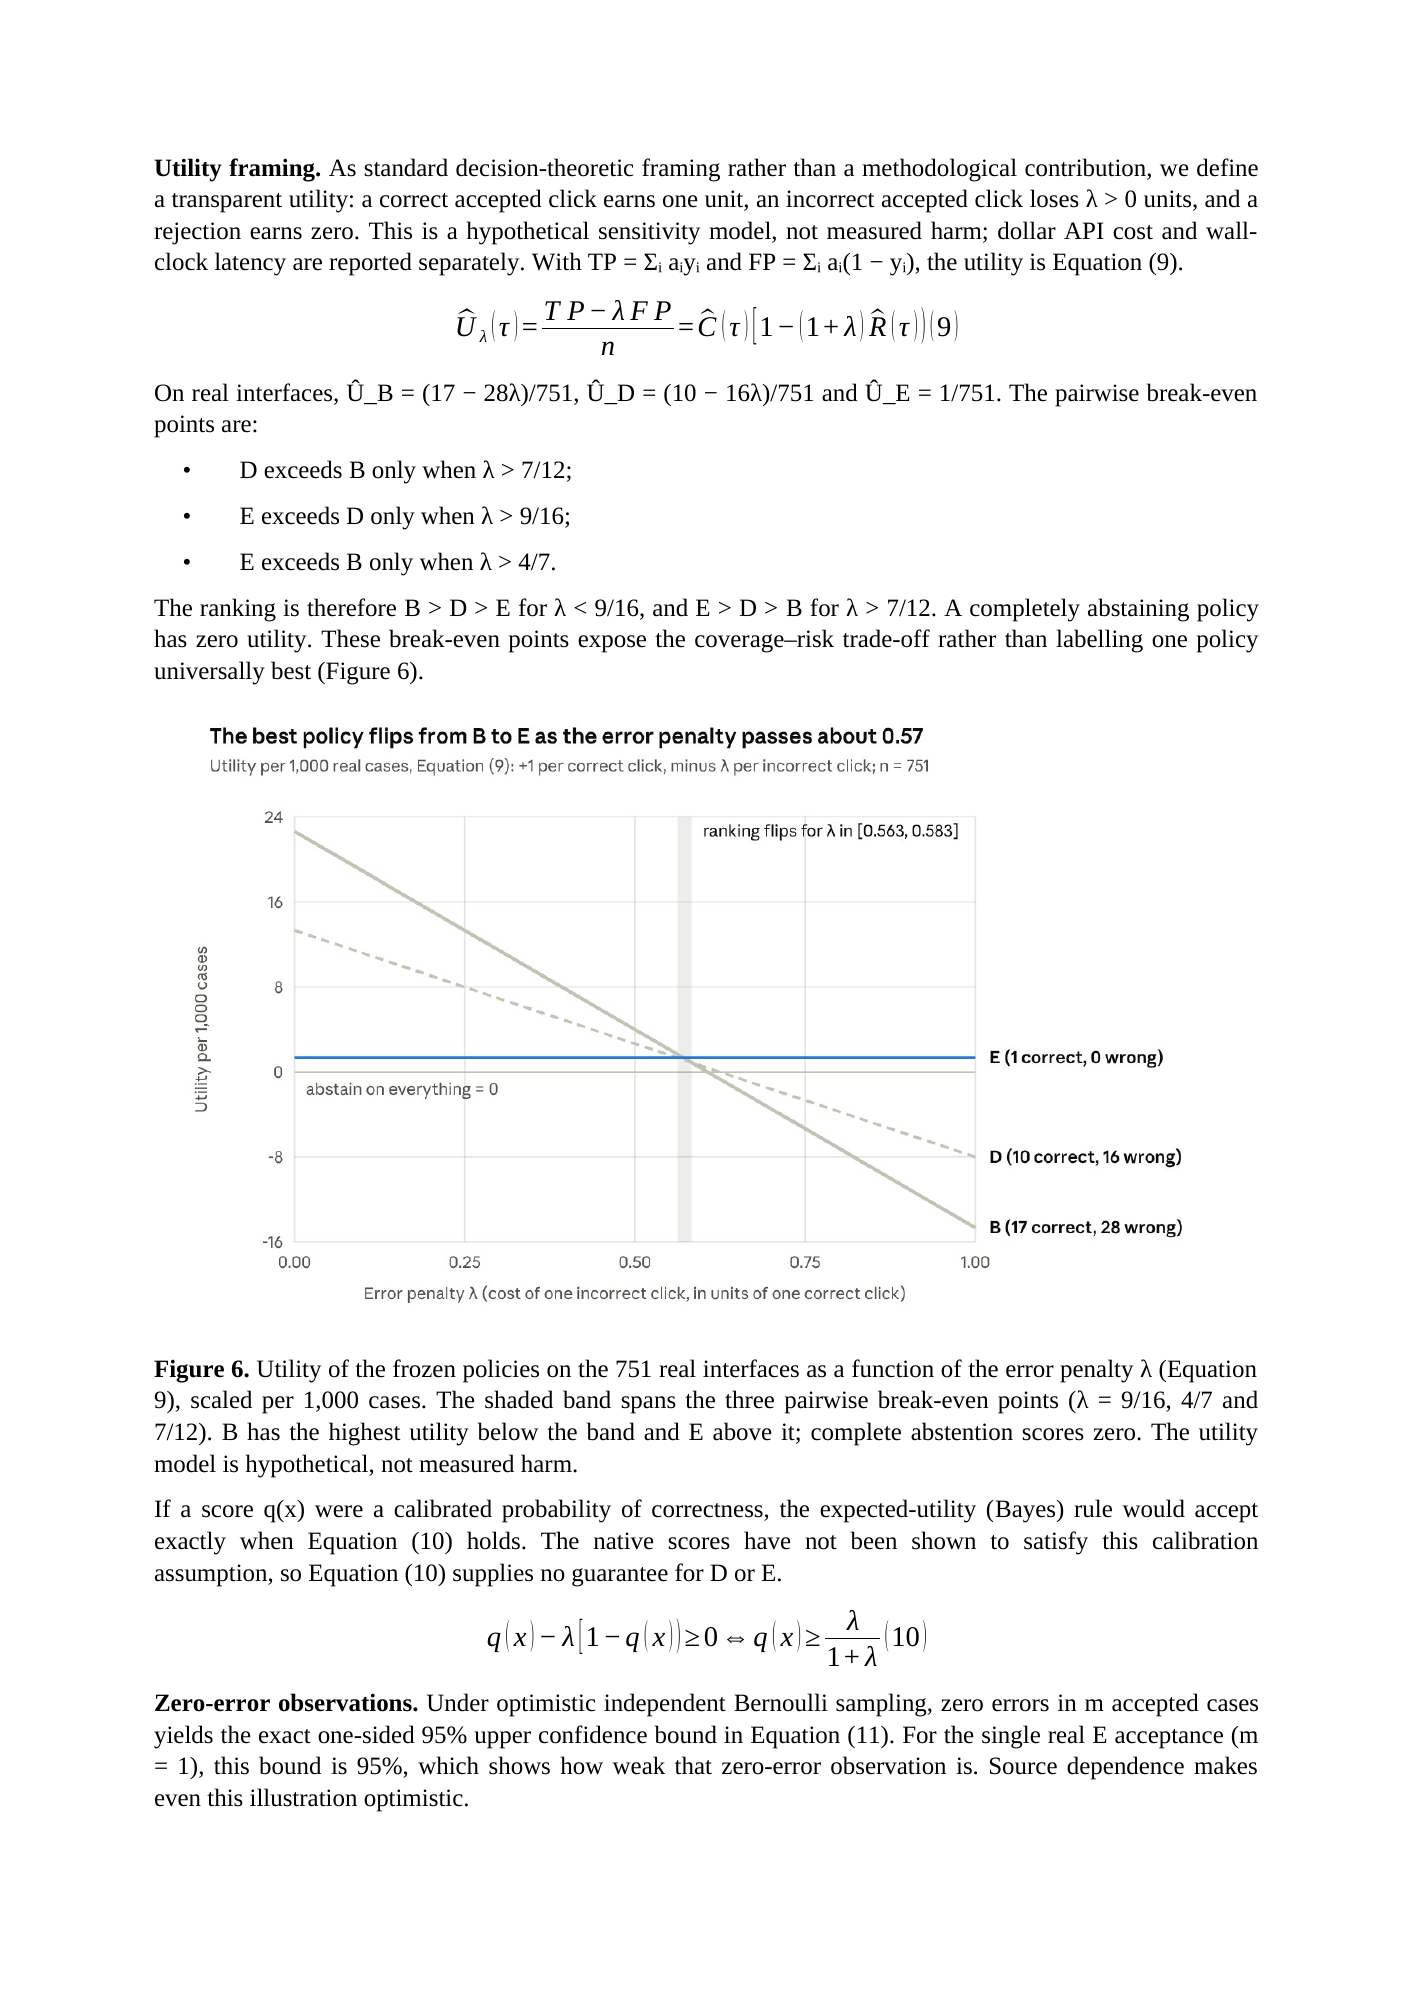 Utility framing. As standard decision-theoretic framing rather than a methodological contribution, we define
a transparent utility: a correct accepted click earns one unit, an incorrect accepted click loses λ > 0 units, and a
rejection earns zero. This is a hypothetical sensitivity model, not measured harm; dollar API cost and wall-
clock latency are reported separately. With TP = Σᵢ aᵢyᵢ and FP = Σᵢ aᵢ(1 − yᵢ), the utility is Equation (9).
Û_λ(τ) = (T P − λ F P)/n = Ĉ(τ)[1 − (1 + λ) R̂(τ))(9)
On real interfaces, Û_B = (17 − 28λ)/751, Û_D = (10 − 16λ)/751 and Û_E = 1/751. The pairwise break-even
points are:
• D exceeds B only when λ > 7/12;
• E exceeds D only when λ > 9/16;
• E exceeds B only when λ > 4/7.
The ranking is therefore B > D > E for λ < 9/16, and E > D > B for λ > 7/12. A completely abstaining policy
has zero utility. These break-even points expose the coverage–risk trade-off rather than labelling one policy
universally best (Figure 6).
The best policy flips from B to E as the error penalty passes about 0.57
Utility per 1,000 real cases, Equation (9): +1 per correct click, minus λ per incorrect click; n = 751
24
ranking flips for λ in [0.563, 0.583]
16
8
0
-8
-16
Utility per 1,000 cases
abstain on everything = 0
E (1 correct, 0 wrong)
D (10 correct, 16 wrong)
B (17 correct, 28 wrong)
0.00 0.25 0.50 0.75 1.00
Error penalty λ (cost of one incorrect click, in units of one correct click)
Figure 6. Utility of the frozen policies on the 751 real interfaces as a function of the error penalty λ (Equation
9), scaled per 1,000 cases. The shaded band spans the three pairwise break-even points (λ = 9/16, 4/7 and
7/12). B has the highest utility below the band and E above it; complete abstention scores zero. The utility
model is hypothetical, not measured harm.
If a score q(x) were a calibrated probability of correctness, the expected-utility (Bayes) rule would accept
exactly when Equation (10) holds. The native scores have not been shown to satisfy this calibration
assumption, so Equation (10) supplies no guarantee for D or E.
q(x) − λ[1 − q(x)) ≥ 0 ⇔ q(x) ≥ λ/(1 + λ) (10)
Zero-error observations. Under optimistic independent Bernoulli sampling, zero errors in m accepted cases
yields the exact one-sided 95% upper confidence bound in Equation (11). For the single real E acceptance (m
= 1), this bound is 95%, which shows how weak that zero-error observation is. Source dependence makes
even this illustration optimistic.